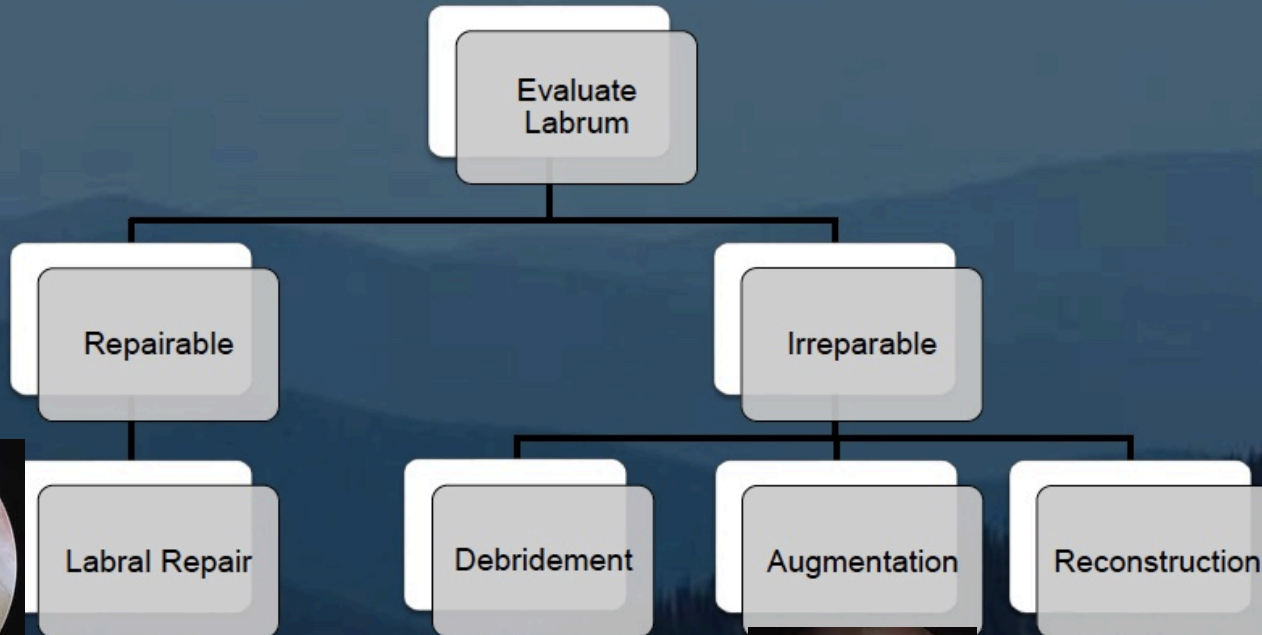 Evaluate
Labrum
Repairable
Irreparable
Labral Repair
Debridement
Augmentation
Reconstruction